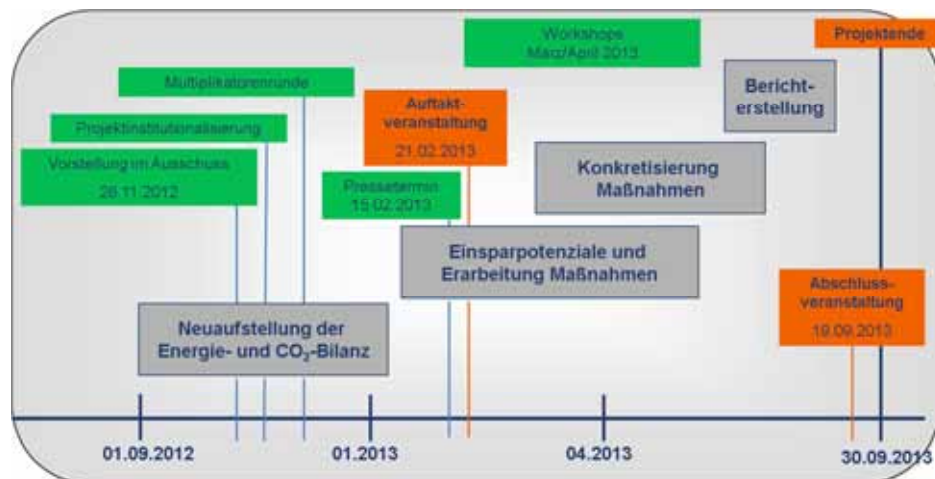 Workshops
März/April 2013
Projektende
Multiplikatorenrunde
Auftakt-
veranstaltung
21.02.2013
Bericht-
erstellung
Projektinstitutionalisierung
Vorstellung im Ausschuss
26.11.2012
Pressetermin
15.02.2013
Konkretisierung
Maßnahmen
Einsparpotenziale und
Erarbeitung Maßnahmen
Abschluss-
veranstaltung
19.09.2013
Neuaufstellung der
Energie- und CO₂-Bilanz
01.09.2012
01.2013
04.2013
30.09.2013